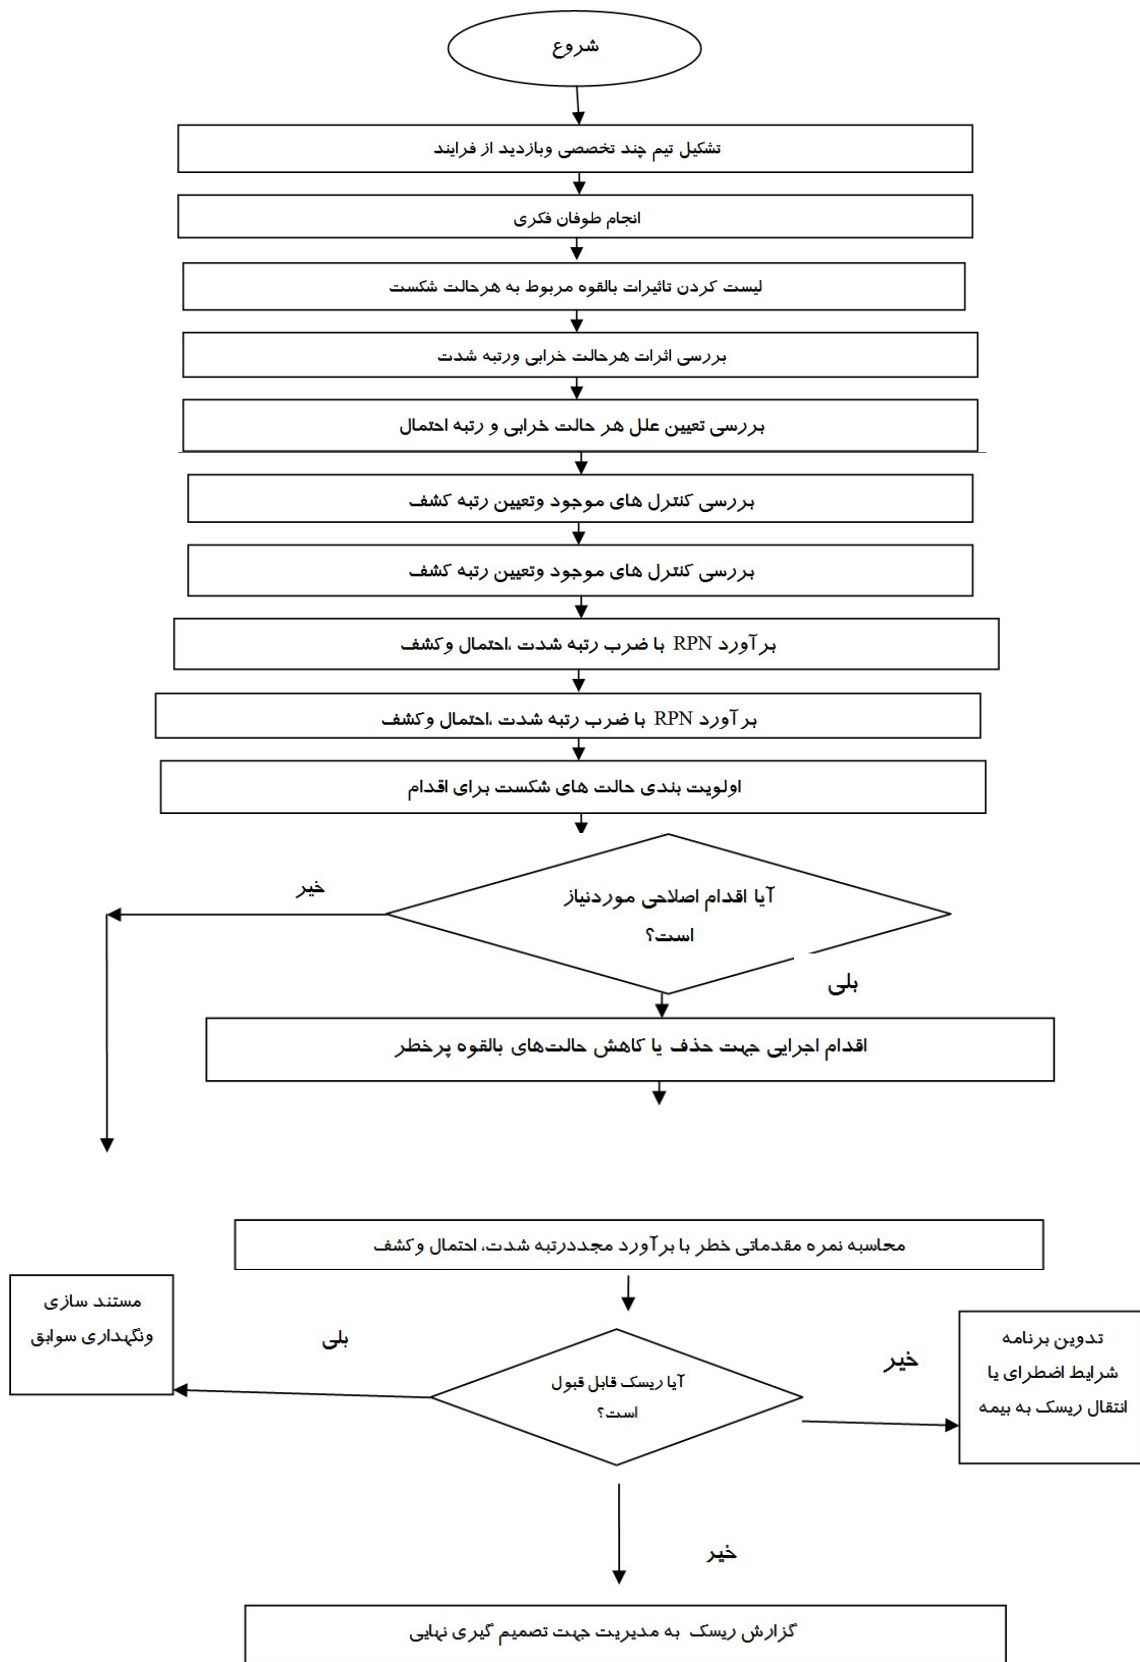 شروع
تشکیل تیم چند تخصصی وبازدید از فرایند
انجام طوفان فکری
لیست کردن تاثیرات بالقوه مربوط به هرحالت شکست
بررسی اثرات هرحالت خرابی ورتبه شدت
بررسی تعیین علل هر حالت خرابی و رتبه احتمال
بررسی کنترل های موجود وتعیین رتبه کشف
بررسی کنترل های موجود وتعیین رتبه کشف
برآورد RPN با ضرب رتبه شدت ،احتمال وکشف
برآورد RPN با ضرب رتبه شدت ،احتمال وکشف
اولویت بندی حالت های شکست برای اقدام
آیا اقدام اصلاحی موردنیاز
است؟
خیر
بلی
اقدام اجرایی جهت حذف یا کاهش حالت‌های بالقوه پرخطر
محاسبه نمره مقدماتی خطر با برآورد مجددرتبه شدت، احتمال وکشف
آیا ریسک قابل قبول
است؟
خیر
تدوین برنامه
شرایط اضطرای یا
انتقال ریسک به بیمه
بلی
مستند سازی
ونگهداری سوابق
خیر
گزارش ریسک به مدیریت جهت تصمیم گیری نهایی